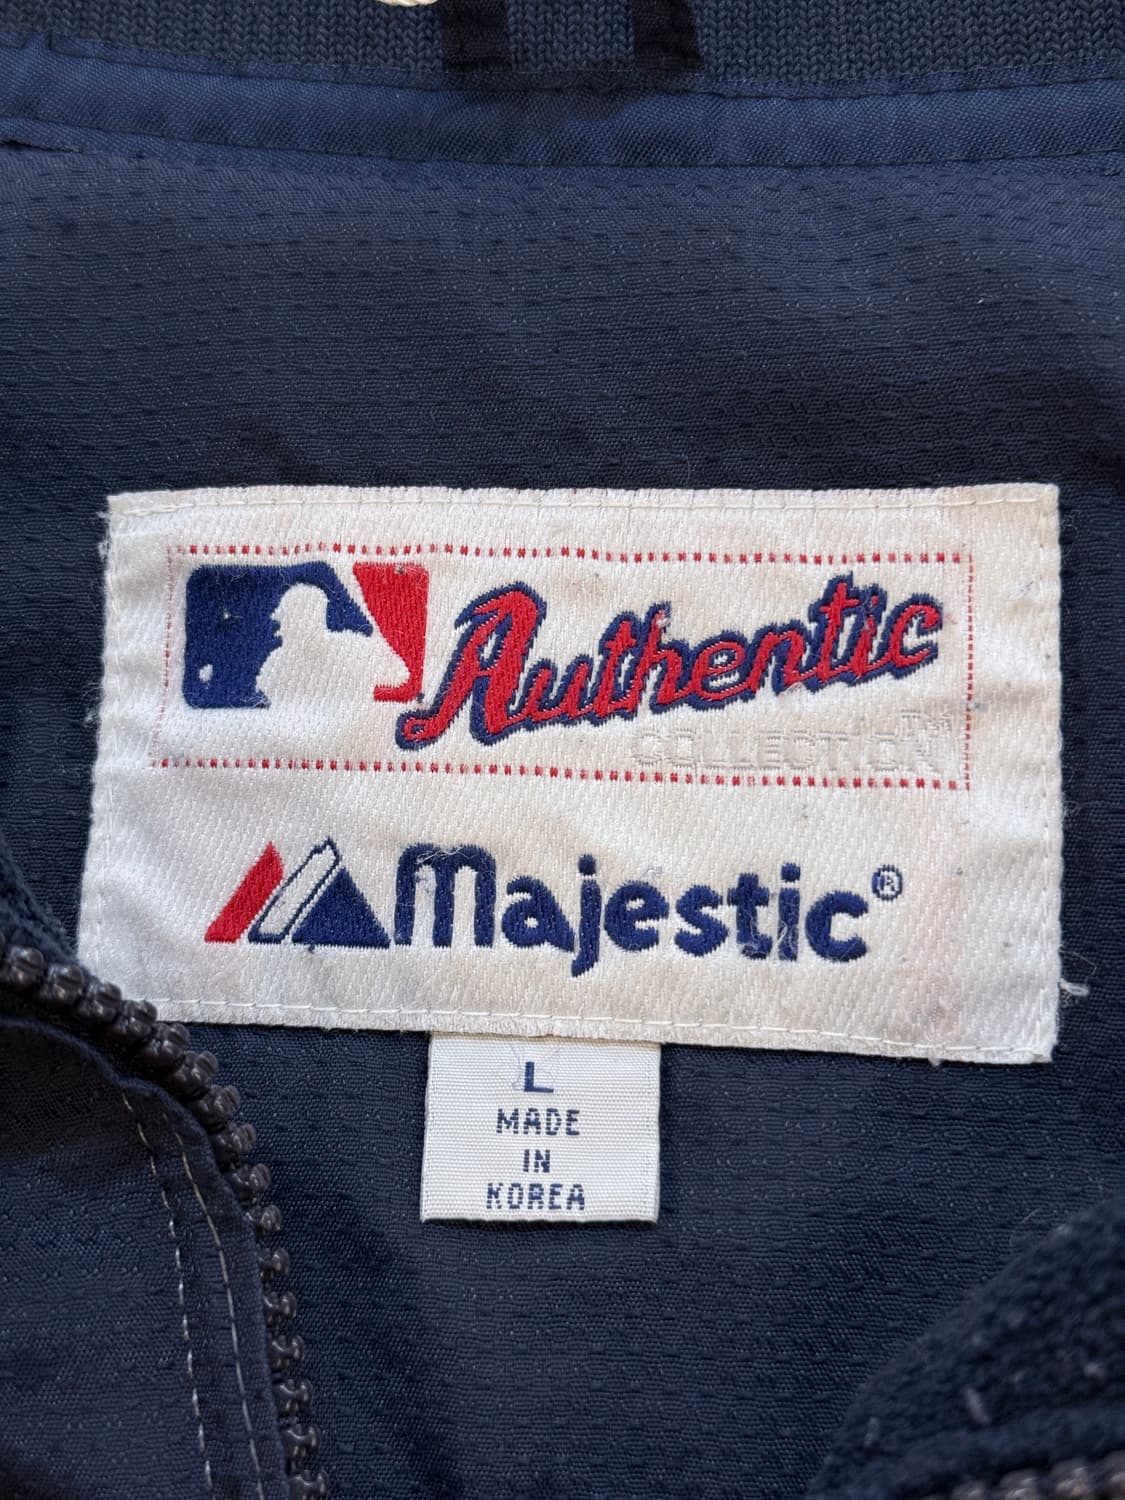 Authentic
COLLECTION™
Majestic®
L
MADE
IN
KOREA